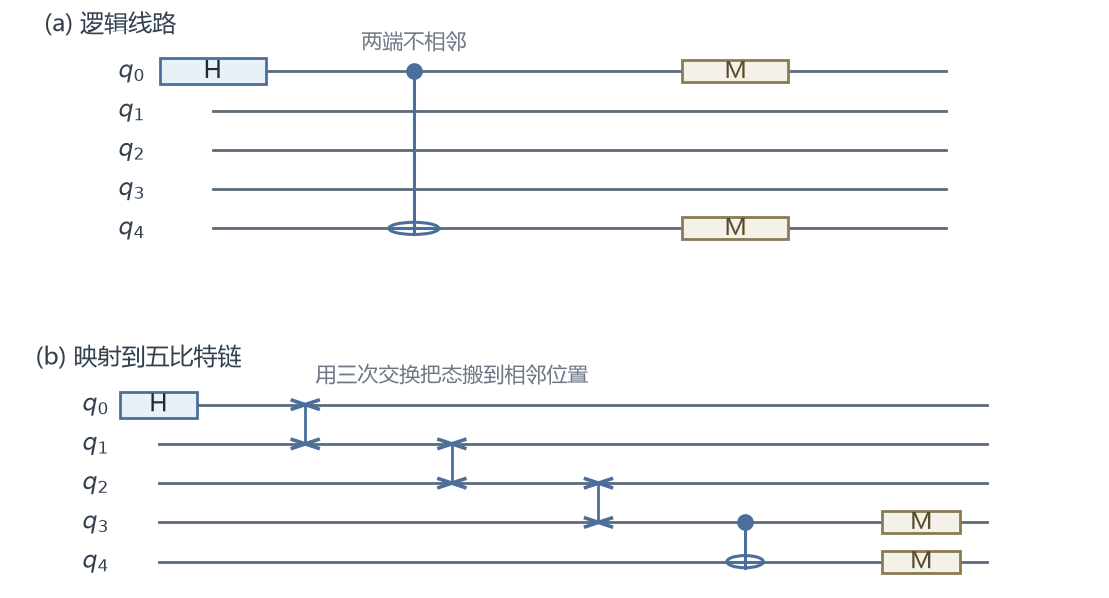 (a) 逻辑线路
两端不相邻
q0 H M
q1
q2
q3
q4 M
(b) 映射到五比特链
用三次交换把态搬到相邻位置
q0 H
q1
q2
q3 M
q4 M